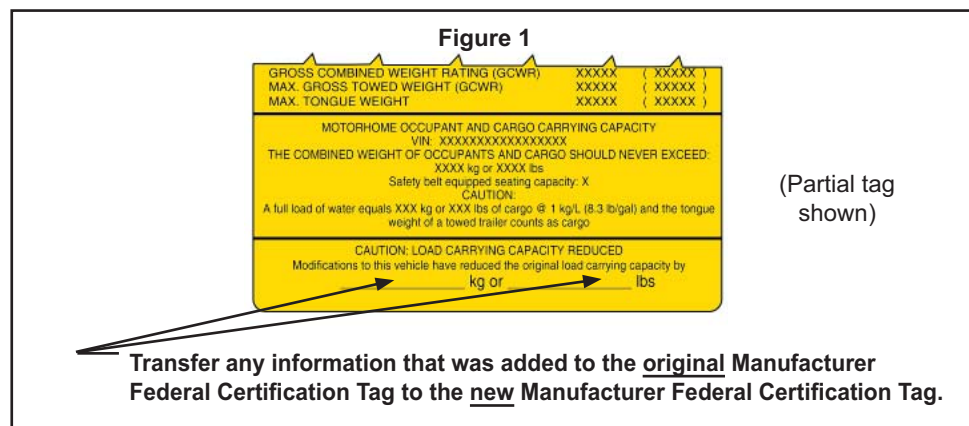 Figure 1
GROSS COMBINED WEIGHT RATING (GCWR) XXXXX ( XXXXX )
MAX. GROSS TOWED WEIGHT (GCWR) XXXXX ( XXXXX )
MAX. TONGUE WEIGHT XXXXX ( XXXXX )
MOTORHOME OCCUPANT AND CARGO CARRYING CAPACITY
VIN: XXXXXXXXXXXXXXXXX
THE COMBINED WEIGHT OF OCCUPANTS AND CARGO SHOULD NEVER EXCEED:
XXXX kg or XXXX lbs
Safety belt equipped seating capacity: X
CAUTION:
A full load of water equals XXX kg or XXX lbs of cargo @ 1 kg/L (8.3 lb/gal) and the tongue
weight of a towed trailer counts as cargo
(Partial tag
shown)
CAUTION: LOAD CARRYING CAPACITY REDUCED
Modifications to this vehicle have reduced the original load carrying capacity by
______________ kg or ______________ lbs
Transfer any information that was added to the original Manufacturer
Federal Certification Tag to the new Manufacturer Federal Certification Tag.